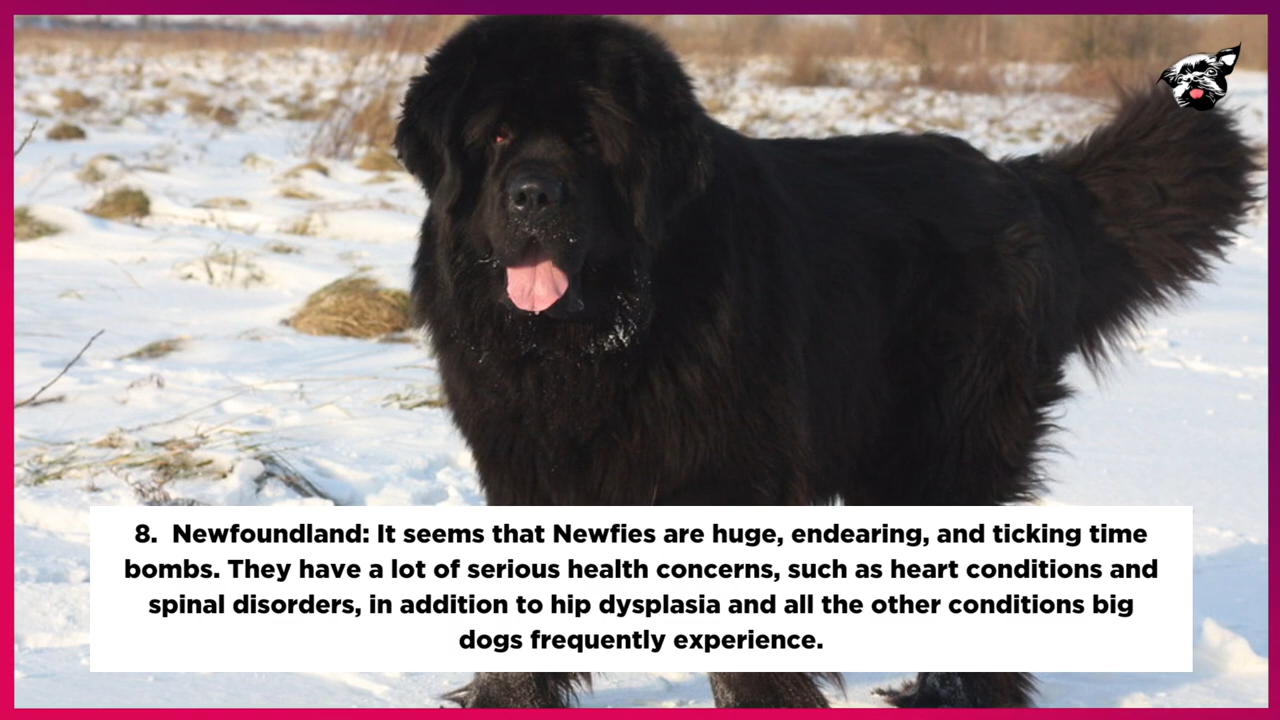 8.  Newfoundland: It seems that Newfies are huge, endearing, and ticking time
bombs. They have a lot of serious health concerns, such as heart conditions and
spinal disorders, in addition to hip dysplasia and all the other conditions big
dogs frequently experience.